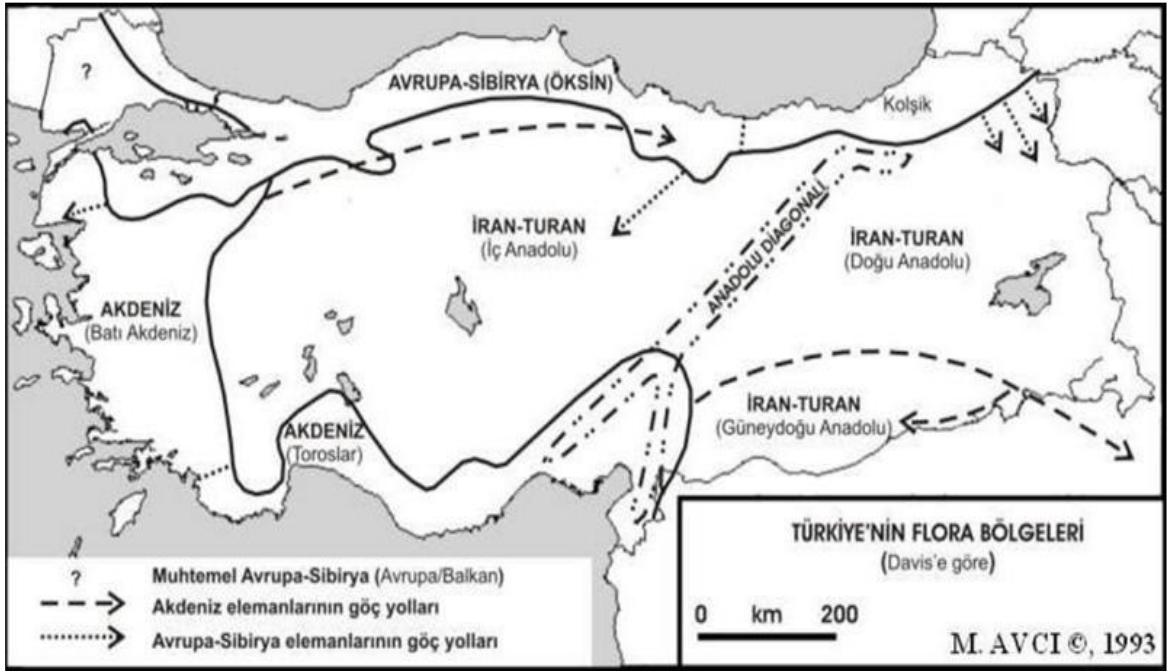 ?
AVRUPA-SİBİRYA (ÖKSİN)
Kolşik
İRAN-TURAN
(İç Anadolu)
ANADOLU DİAGONALİ
İRAN-TURAN
(Doğu Anadolu)
AKDENİZ
(Batı Akdeniz)
AKDENİZ
(Toroslar)
İRAN-TURAN
(Güneydoğu Anadolu)
TÜRKİYE'NİN FLORA BÖLGELERİ
(Davis'e göre)
0 km 200
M. AVCI ©, 1993
? Muhtemel Avrupa-Sibirya (Avrupa/Balkan)
Akdeniz elemanlarının göç yolları
Avrupa-Sibirya elemanlarının göç yolları